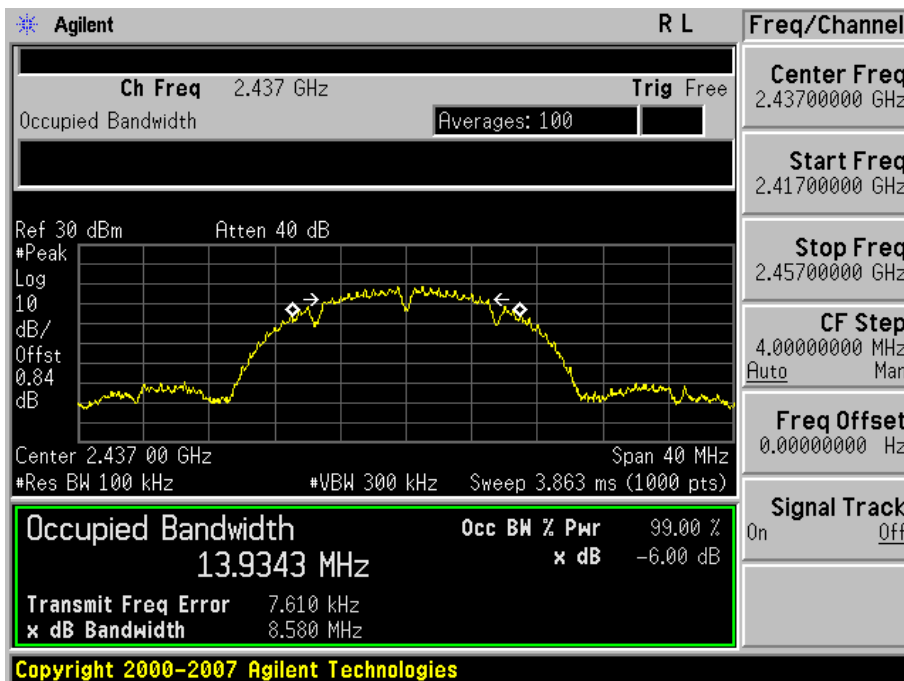 Agilent R L Freq/Channel
Ch Freq 2.437 GHz Trig Free
Occupied Bandwidth Averages: 100
Center Freq
2.43700000 GHz
Start Freq
2.41700000 GHz
Stop Freq
2.45700000 GHz
CF Step
4.00000000 MHz
Auto Man
Freq Offset
0.00000000 Hz
Signal Track
On Off
Ref 30 dBm Atten 40 dB
#Peak
Log
10
dB/
Offst
0.84
dB
Center 2.437 00 GHz Span 40 MHz
#Res BW 100 kHz #VBW 300 kHz Sweep 3.863 ms (1000 pts)
Occupied Bandwidth Occ BW % Pwr 99.00 %
13.9343 MHz x dB -6.00 dB
Transmit Freq Error 7.610 kHz
x dB Bandwidth 8.580 MHz
Copyright 2000-2007 Agilent Technologies